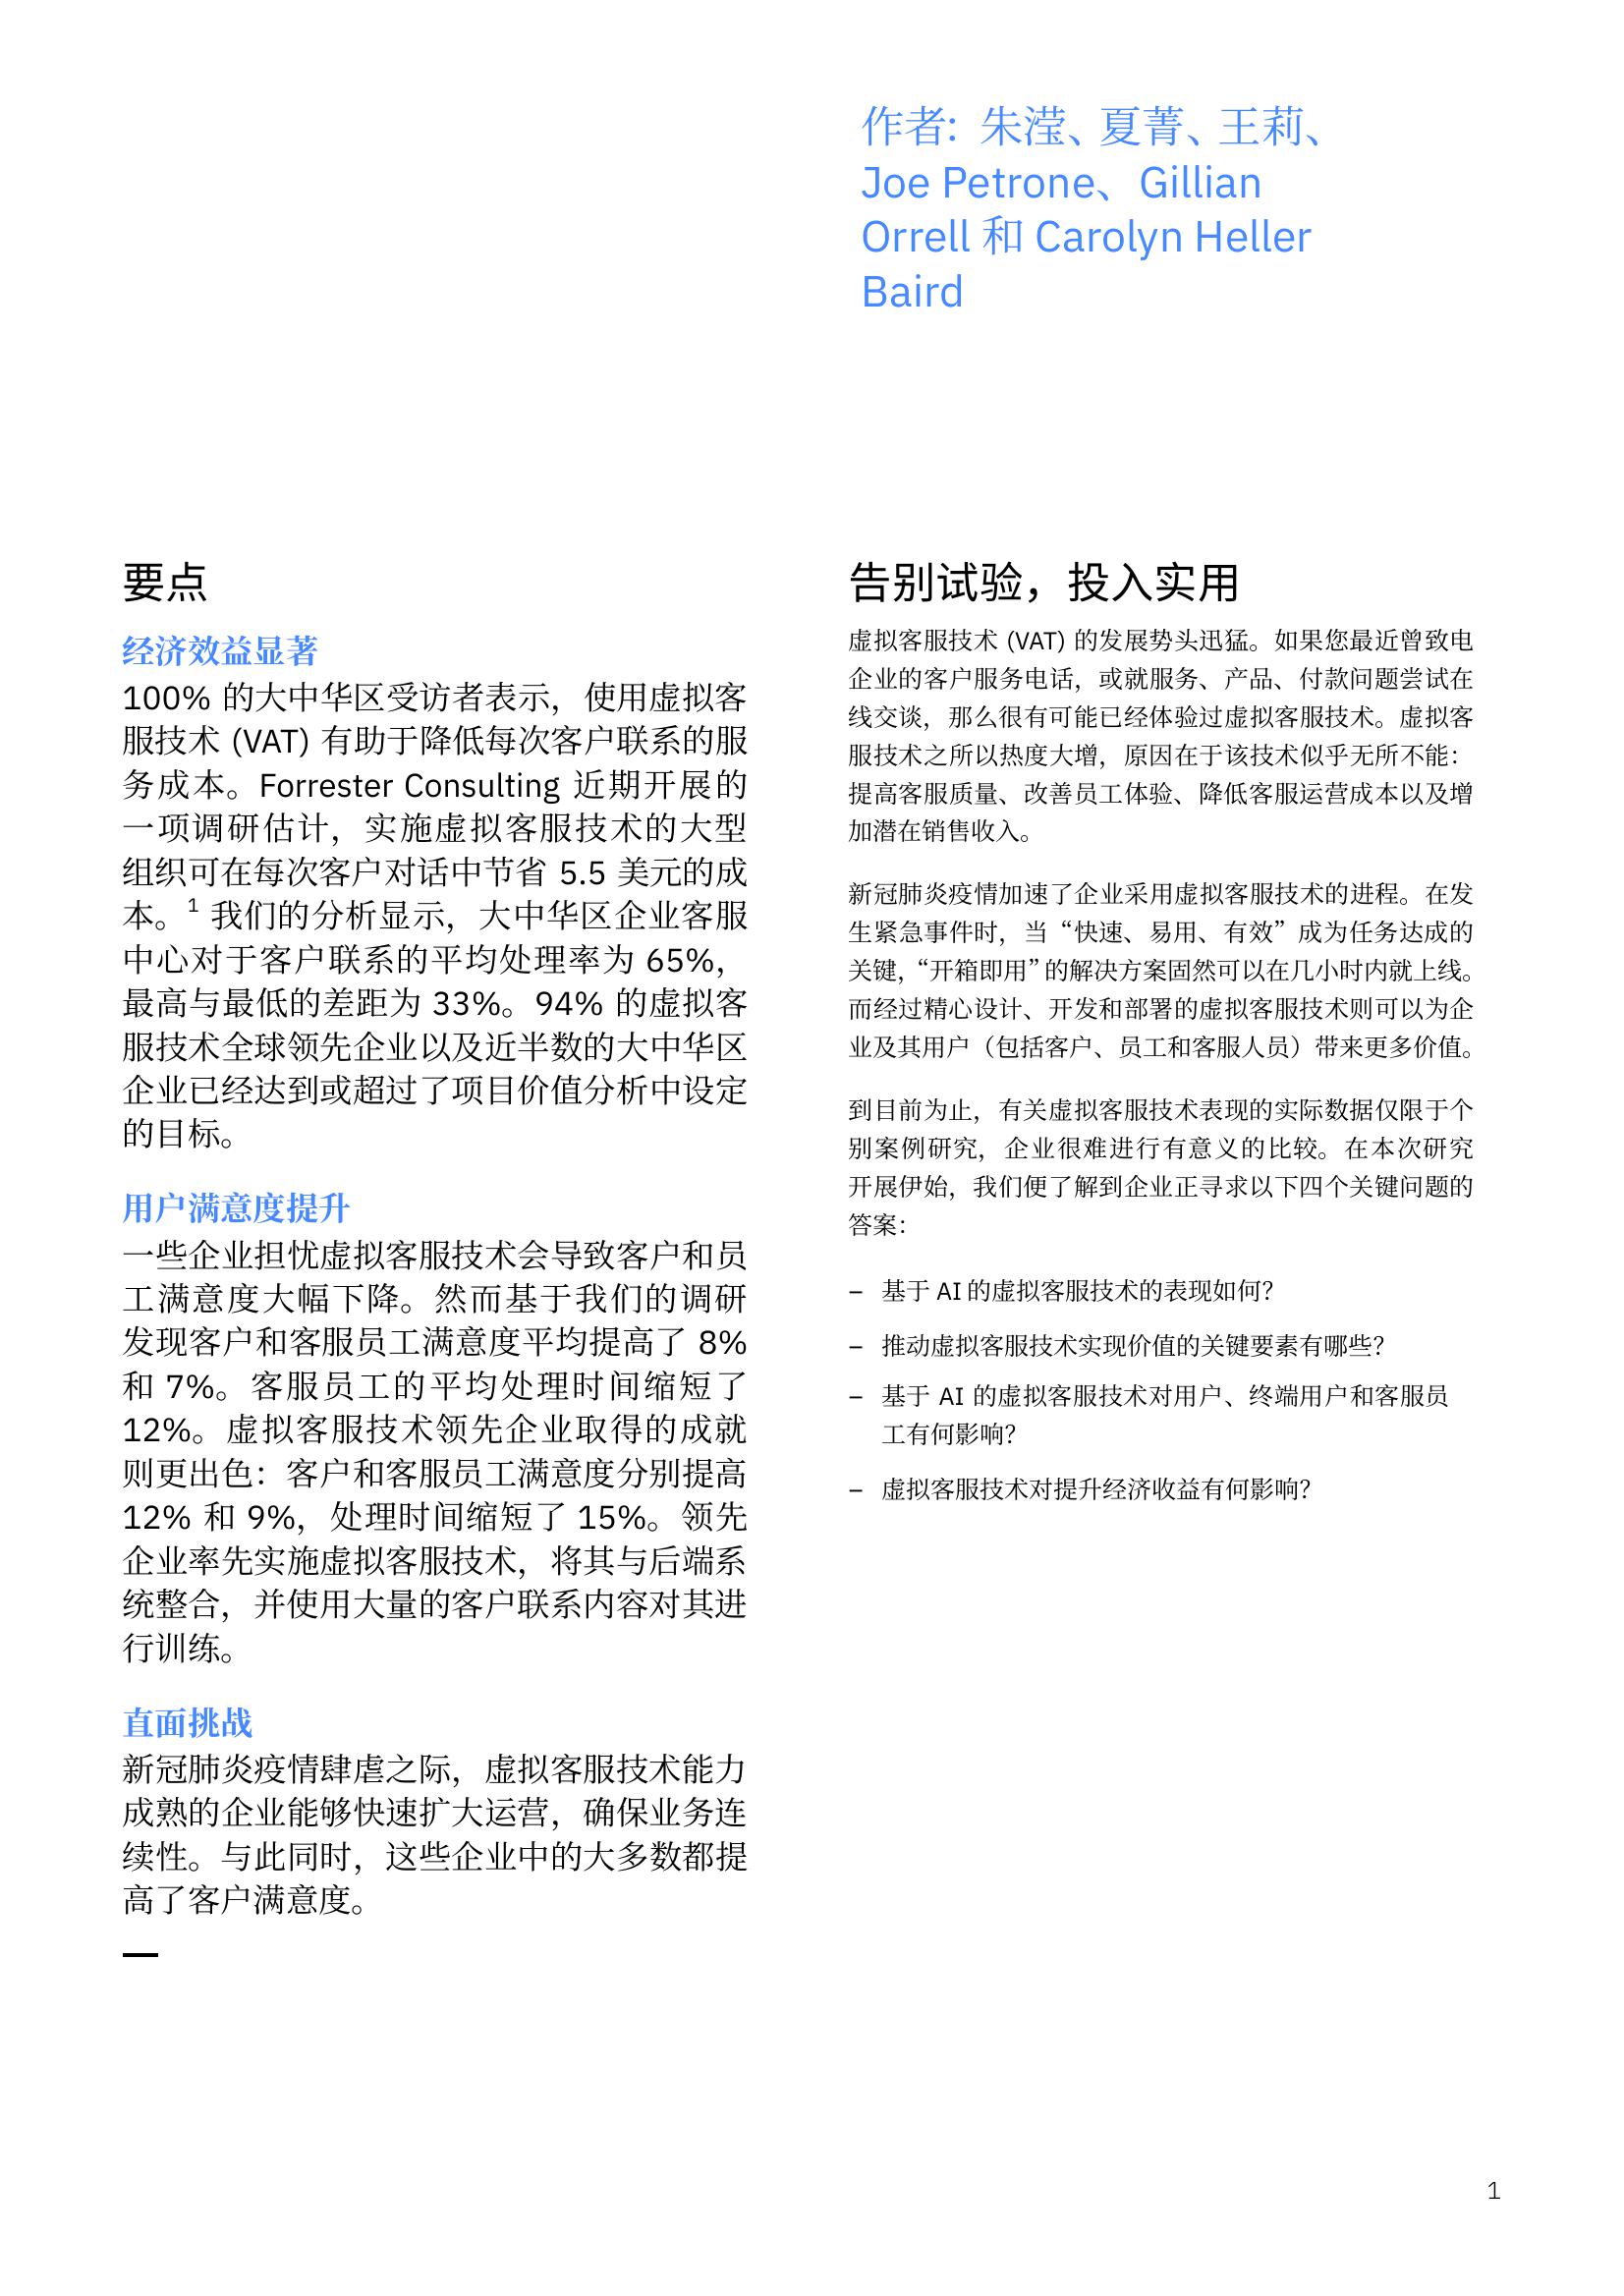 作者：朱滢、夏菁、王莉、
Joe Petrone、Gillian
Orrell 和 Carolyn Heller
Baird
要点
经济效益显著
100% 的大中华区受访者表示，使用虚拟客
服技术 (VAT) 有助于降低每次客户联系的服
务成本。Forrester Consulting 近期开展的
一项调研估计，实施虚拟客服技术的大型
组织可在每次客户对话中节省 5.5 美元的成
本。¹ 我们的分析显示，大中华区企业客服
中心对于客户联系的平均处理率为 65%，
最高与最低的差距为 33%。94% 的虚拟客
服技术全球领先企业以及近半数的大中华区
企业已经达到或超过了项目价值分析中设定
的目标。
用户满意度提升
一些企业担忧虚拟客服技术会导致客户和员
工满意度大幅下降。然而基于我们的调研
发现客户和客服员工满意度平均提高了 8%
和 7%。客服员工的平均处理时间缩短了
12%。虚拟客服技术领先企业取得的成就
则更出色：客户和客服员工满意度分别提高
12% 和 9%，处理时间缩短了 15%。领先
企业率先实施虚拟客服技术，将其与后端系
统整合，并使用大量的客户联系内容对其进
行训练。
直面挑战
新冠肺炎疫情肆虐之际，虚拟客服技术能力
成熟的企业能够快速扩大运营，确保业务连
续性。与此同时，这些企业中的大多数都提
高了客户满意度。
告别试验，投入实用
虚拟客服技术 (VAT) 的发展势头迅猛。如果您最近曾致电
企业的客户服务电话，或就服务、产品、付款问题尝试在
线交谈，那么很有可能已经体验过虚拟客服技术。虚拟客
服技术之所以热度大增，原因在于该技术似乎无所不能：
提高客服质量、改善员工体验、降低客服运营成本以及增
加潜在销售收入。
新冠肺炎疫情加速了企业采用虚拟客服技术的进程。在发
生紧急事件时，当“快速、易用、有效”成为任务达成的
关键，“开箱即用”的解决方案固然可以在几小时内就上线。
而经过精心设计、开发和部署的虚拟客服技术则可以为企
业及其用户（包括客户、员工和客服人员）带来更多价值。
到目前为止，有关虚拟客服技术表现的实际数据仅限于个
别案例研究，企业很难进行有意义的比较。在本次研究
开展伊始，我们便了解到企业正寻求以下四个关键问题的
答案：
– 基于 AI 的虚拟客服技术的表现如何？
– 推动虚拟客服技术实现价值的关键要素有哪些？
– 基于 AI 的虚拟客服技术对用户、终端用户和客服员
工有何影响？
– 虚拟客服技术对提升经济收益有何影响？
1